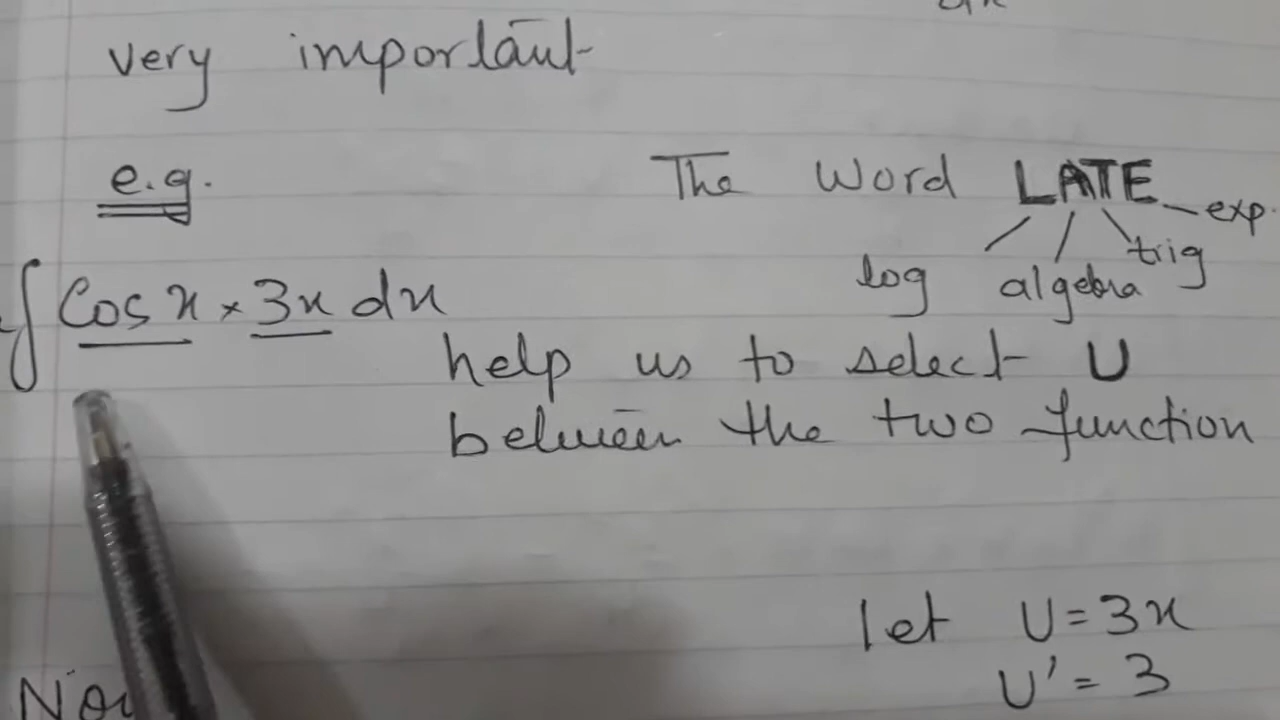 very important
e.g.
The Word LATE
exp.
log algebra trig
∫ Cos x × 3x dx
help us to select U
between the two function
let U = 3x
U' = 3